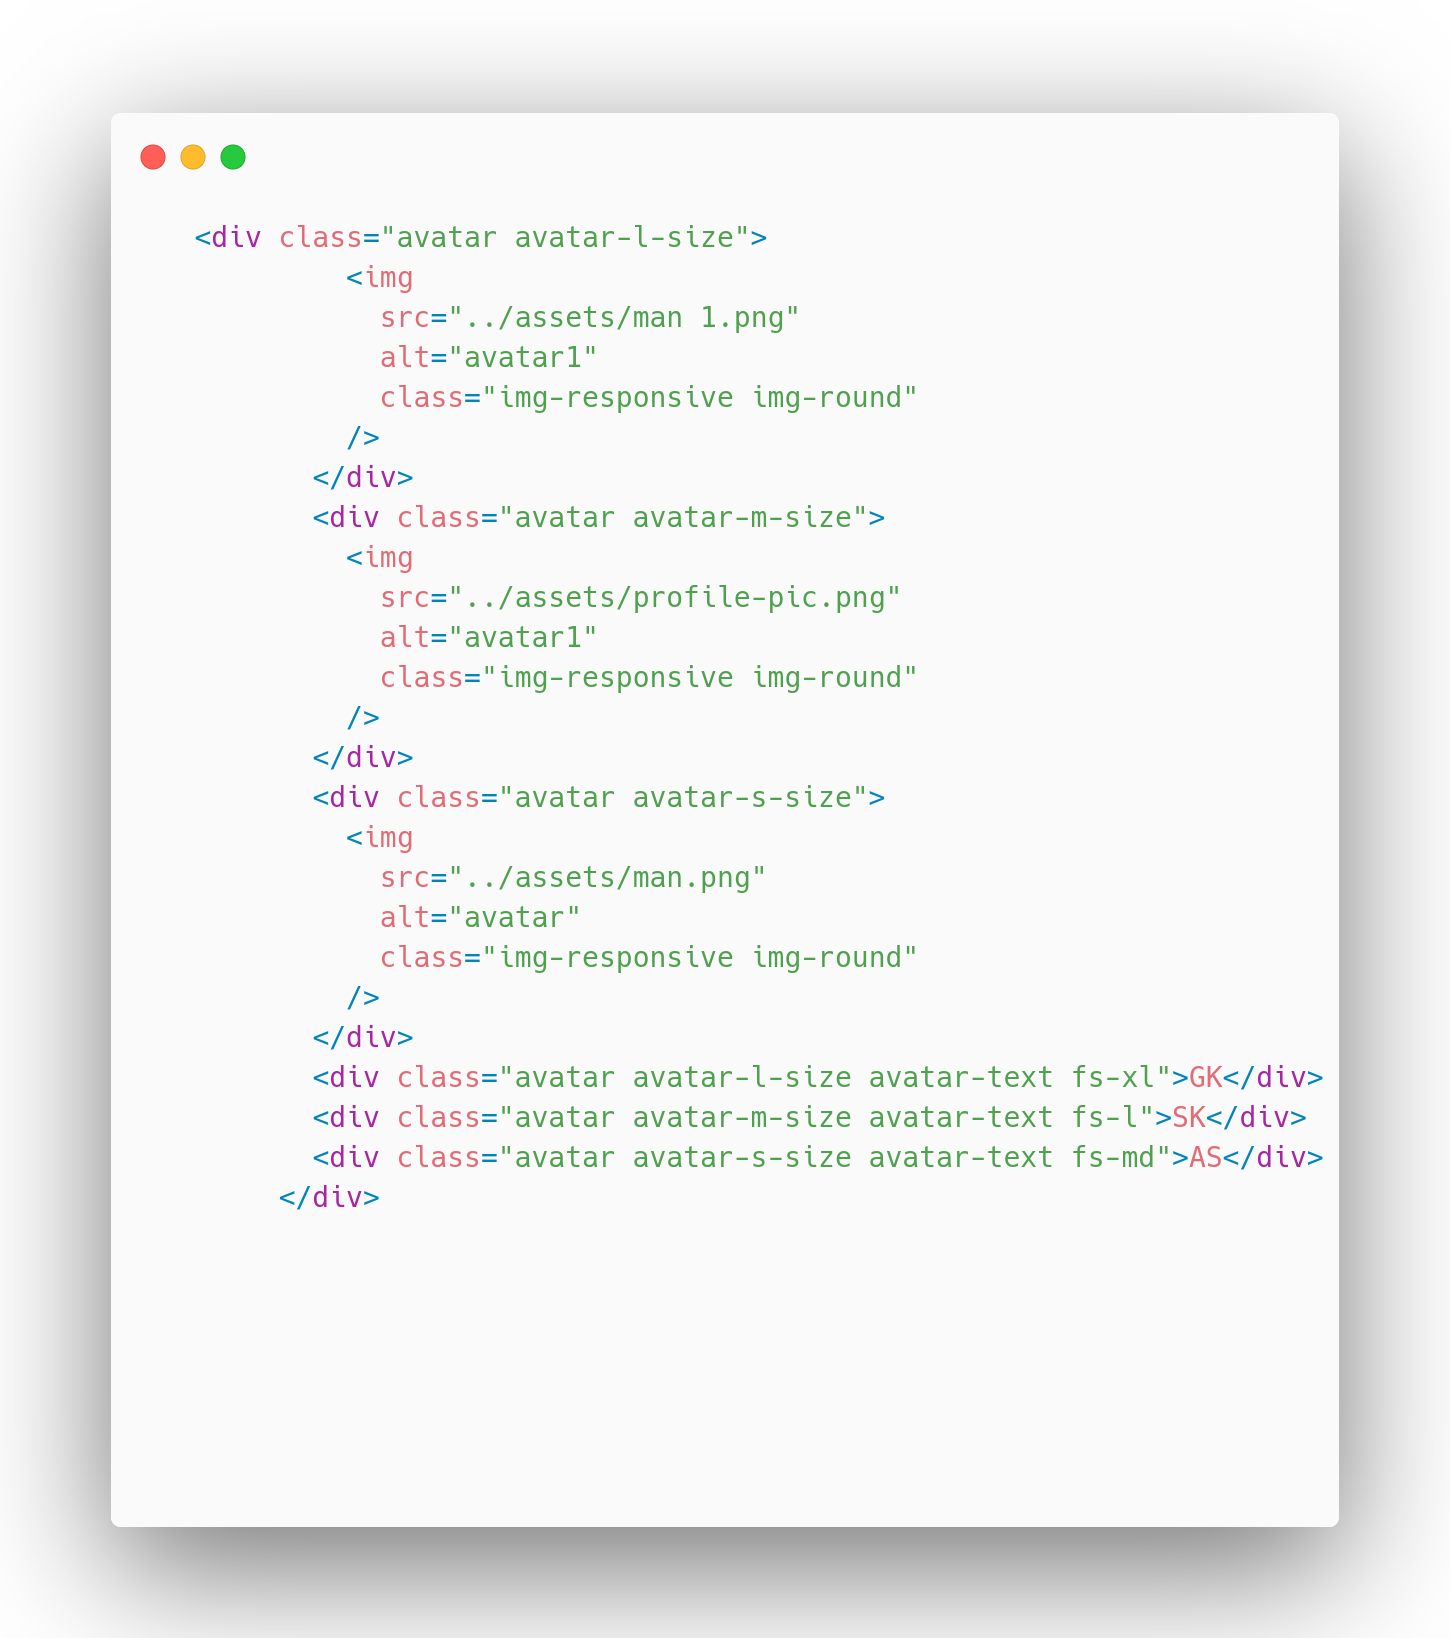 <div class="avatar avatar-l-size">
<img
src="../assets/man 1.png"
alt="avatar1"
class="img-responsive img-round"
/>
</div>
<div class="avatar avatar-m-size">
<img
src="../assets/profile-pic.png"
alt="avatar1"
class="img-responsive img-round"
/>
</div>
<div class="avatar avatar-s-size">
<img
src="../assets/man.png"
alt="avatar"
class="img-responsive img-round"
/>
</div>
<div class="avatar avatar-l-size avatar-text fs-xl">GK</div>
<div class="avatar avatar-m-size avatar-text fs-l">SK</div>
<div class="avatar avatar-s-size avatar-text fs-md">AS</div>
</div>